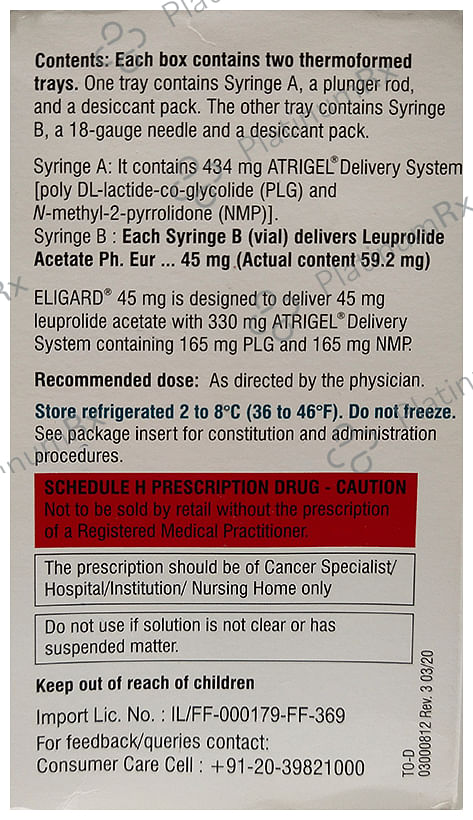 Contents: Each box contains two thermoformed
trays. One tray contains Syringe A, a plunger rod,
and a desiccant pack. The other tray contains Syringe
B, a 18-gauge needle and a desiccant pack.
Syringe A: It contains 434 mg ATRIGEL® Delivery System
[poly DL-lactide-co-glycolide (PLG) and
N-methyl-2-pyrrolidone (NMP)].
Syringe B : Each Syringe B (vial) delivers Leuprolide
Acetate Ph. Eur ... 45 mg (Actual content 59.2 mg)
ELIGARD® 45 mg is designed to deliver 45 mg
leuprolide acetate with 330 mg ATRIGEL® Delivery
System containing 165 mg PLG and 165 mg NMP.
Recommended dose: As directed by the physician.
Store refrigerated 2 to 8°C (36 to 46°F). Do not freeze.
See package insert for constitution and administration
procedures.
SCHEDULE H PRESCRIPTION DRUG - CAUTION
Not to be sold by retail without the prescription
of a Registered Medical Practitioner.
The prescription should be of Cancer Specialist/
Hospital/Institution/ Nursing Home only
Do not use if solution is not clear or has
suspended matter.
Keep out of reach of children
Import Lic. No. : IL/FF-000179-FF-369
For feedback/queries contact:
Consumer Care Cell : +91-20-39821000
TO-D
03000812 Rev. 3 03/20
PlatinumRx
PlatinumRx
PlatinumRx
Rx
Platin
tinumRx